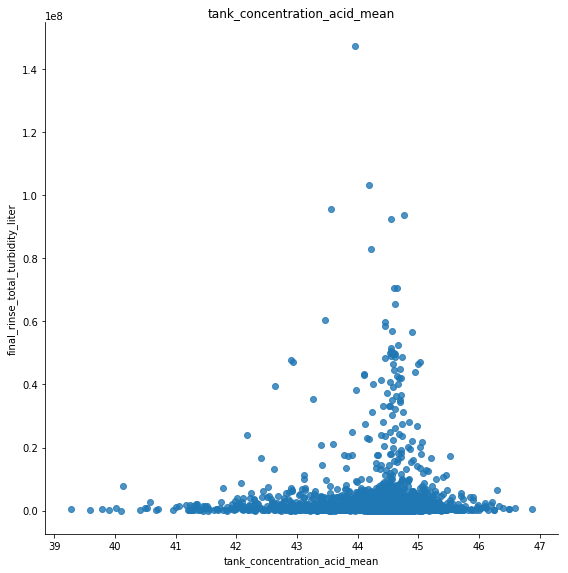 tank_concentration_acid_mean
1e8
1.4
1.2
1.0
0.8
0.6
0.4
0.2
0.0
final_rinse_total_turbidity_liter
39 40 41 42 43 44 45 46 47
tank_concentration_acid_mean